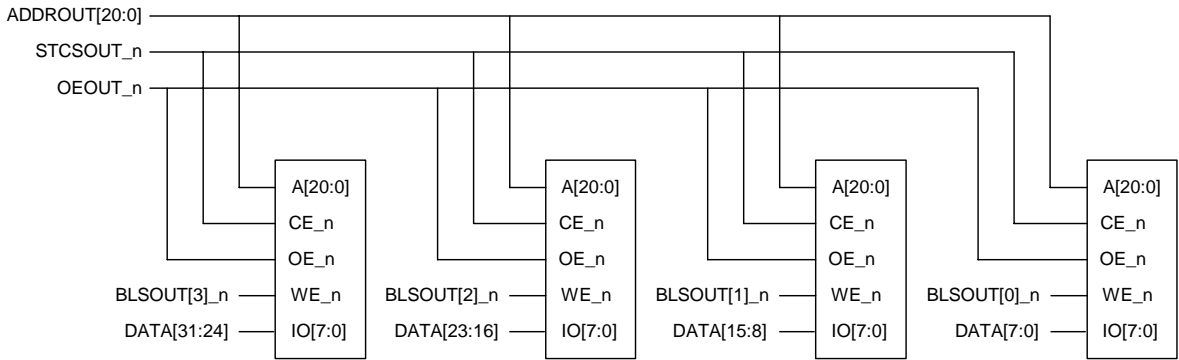 ADDROUT[20:0]
STCSOUT_n
OEOUT_n
A[20:0] A[20:0] A[20:0] A[20:0]
CE_n CE_n CE_n CE_n
OE_n OE_n OE_n OE_n
BLSOUT[3]_n WE_n BLSOUT[2]_n WE_n BLSOUT[1]_n WE_n BLSOUT[0]_n WE_n
DATA[31:24] IO[7:0] DATA[23:16] IO[7:0] DATA[15:8] IO[7:0] DATA[7:0] IO[7:0]